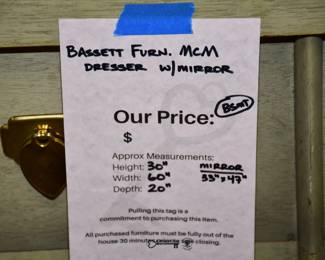 BASSETT FURN. MCM
DRESSER W/MIRROR
BSMT
Our Price:
$
Approx Measurements:
Height: 30"
Width: 60"
Depth: 20"
MIRROR
33" x 47"
Pulling this tag is a
commitment to purchasing this item.
All purchased furniture must be fully out of the
house 30 minutes closing.